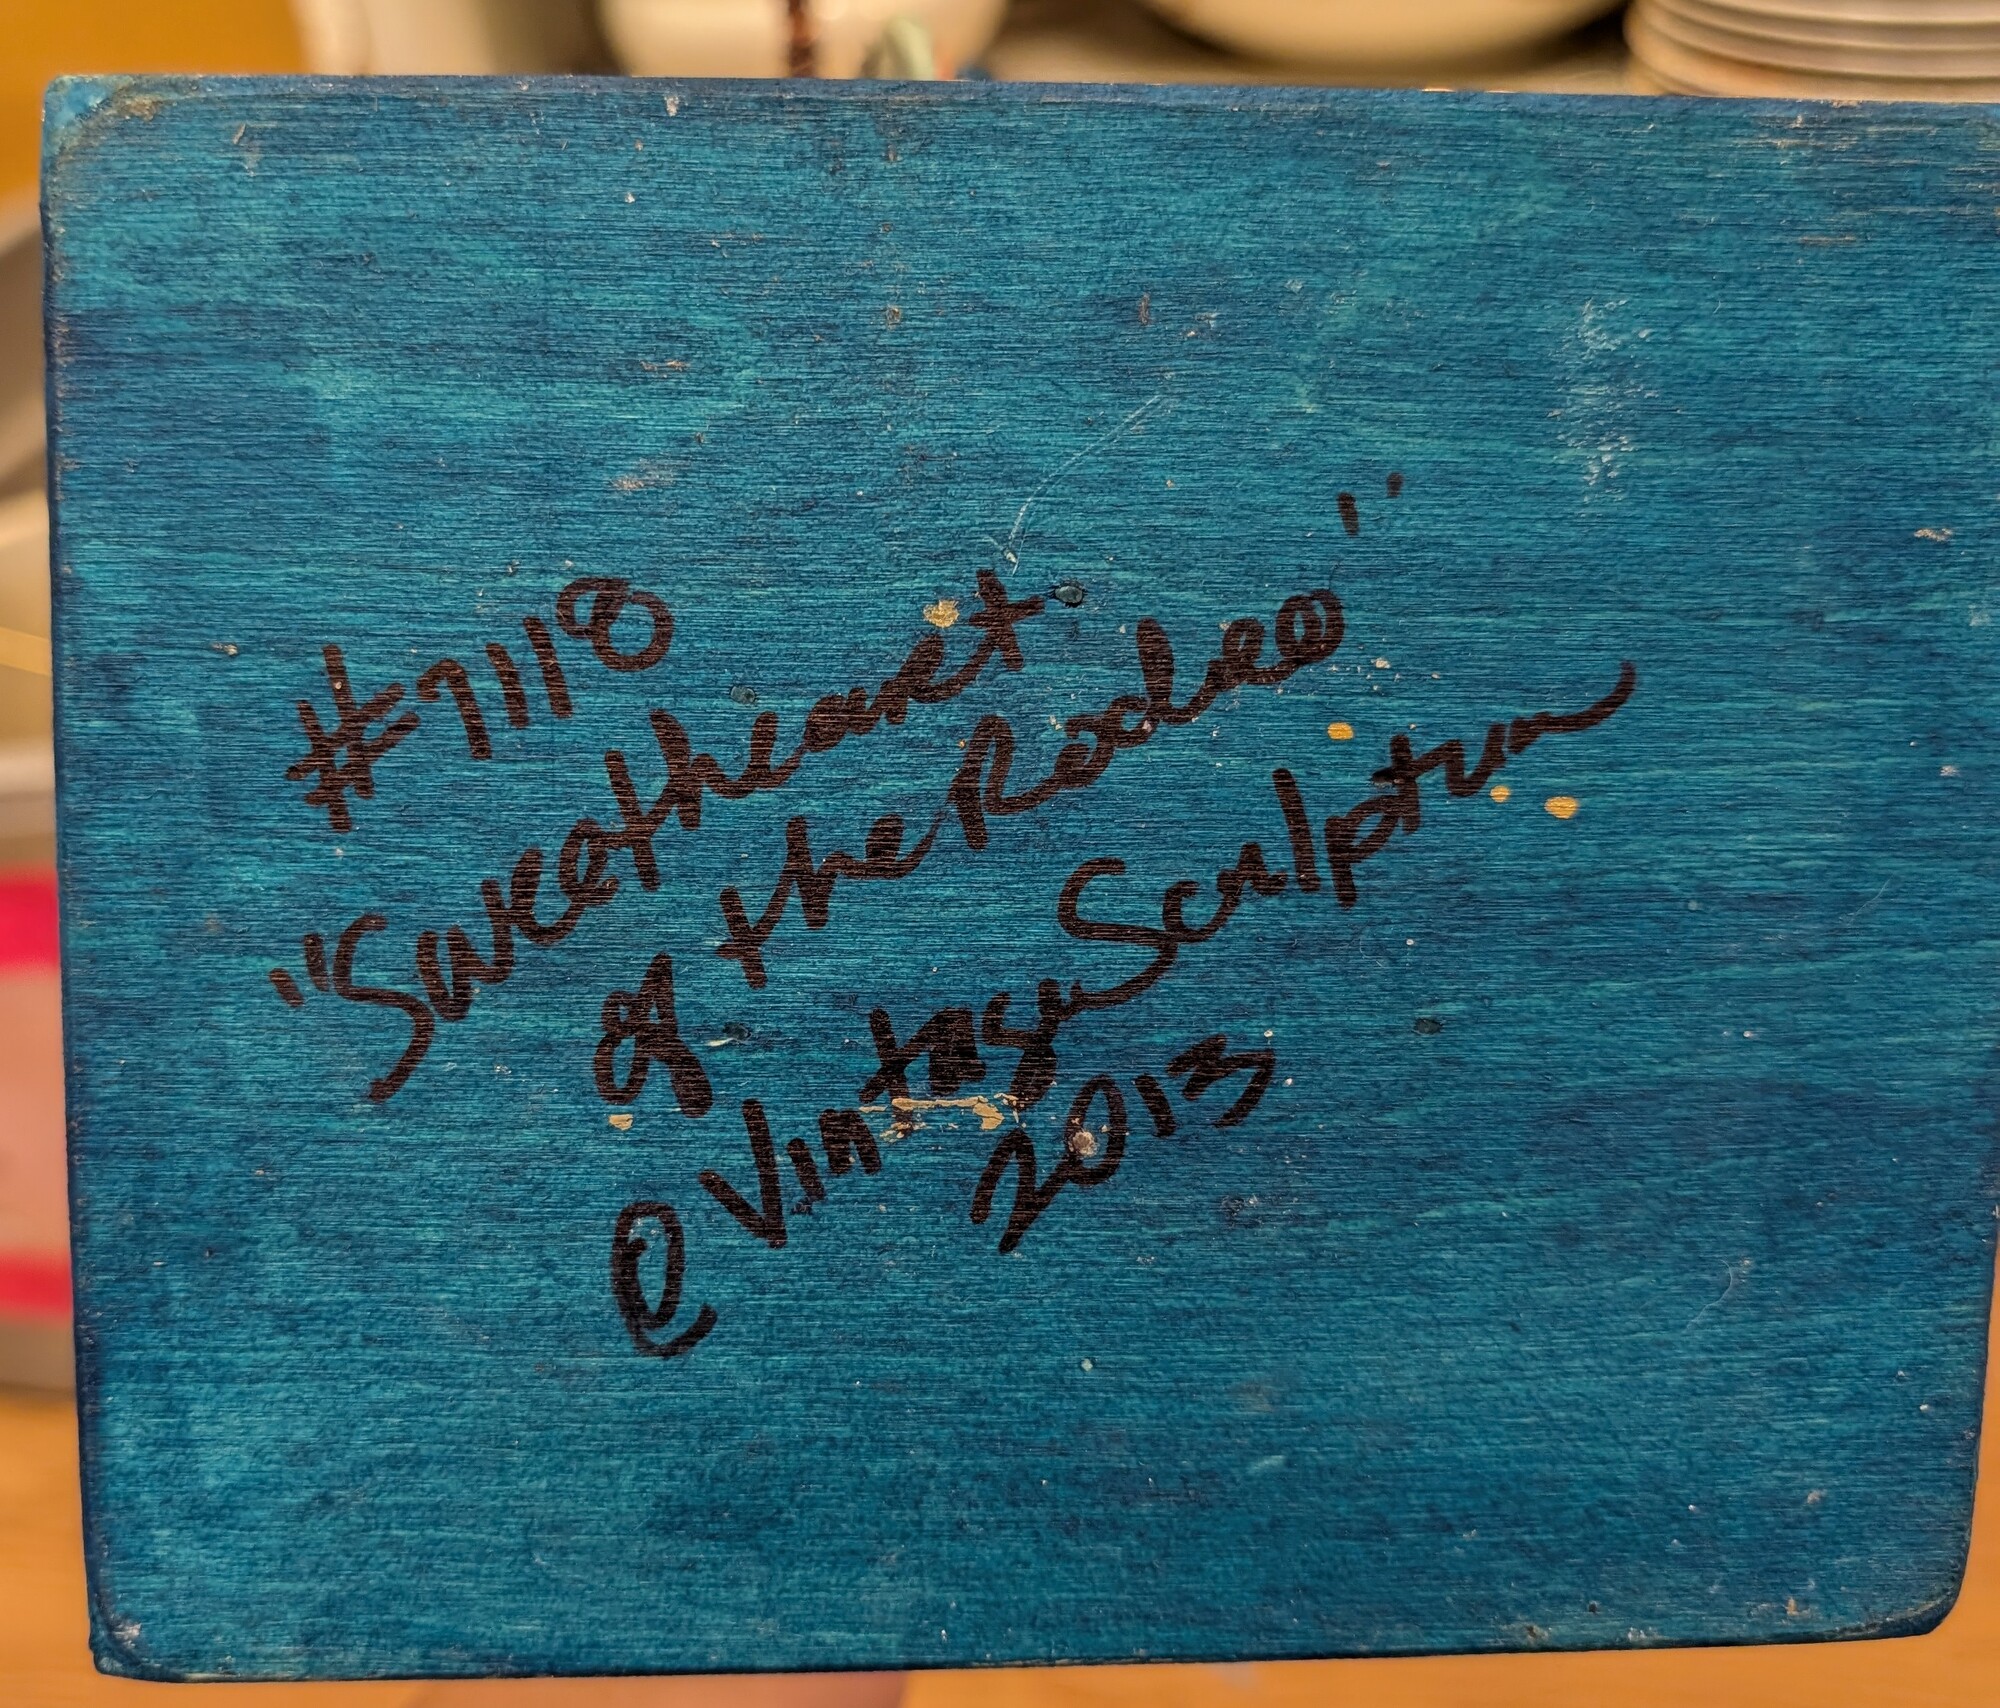 #7118
"Sweetheart
of the Rodeo"
© Vintage Sculpture
2013